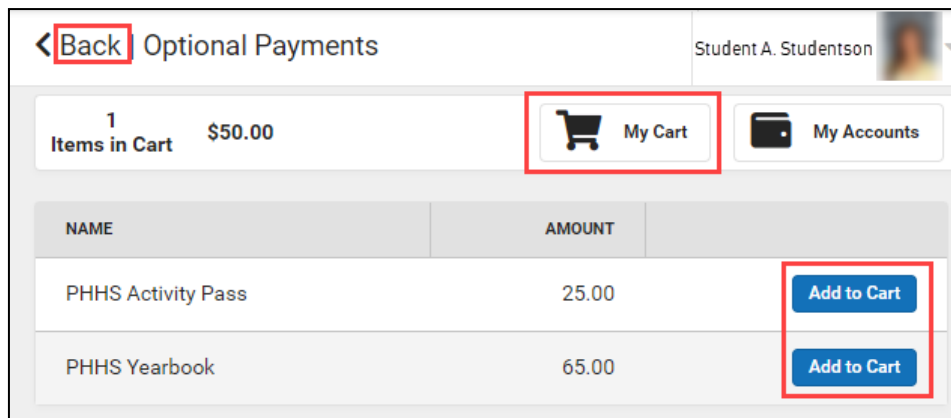 Back | Optional Payments
Student A. Studentson
1
Items in Cart
$50.00
My Cart
My Accounts
NAME AMOUNT
PHHS Activity Pass 25.00 Add to Cart
PHHS Yearbook 65.00 Add to Cart